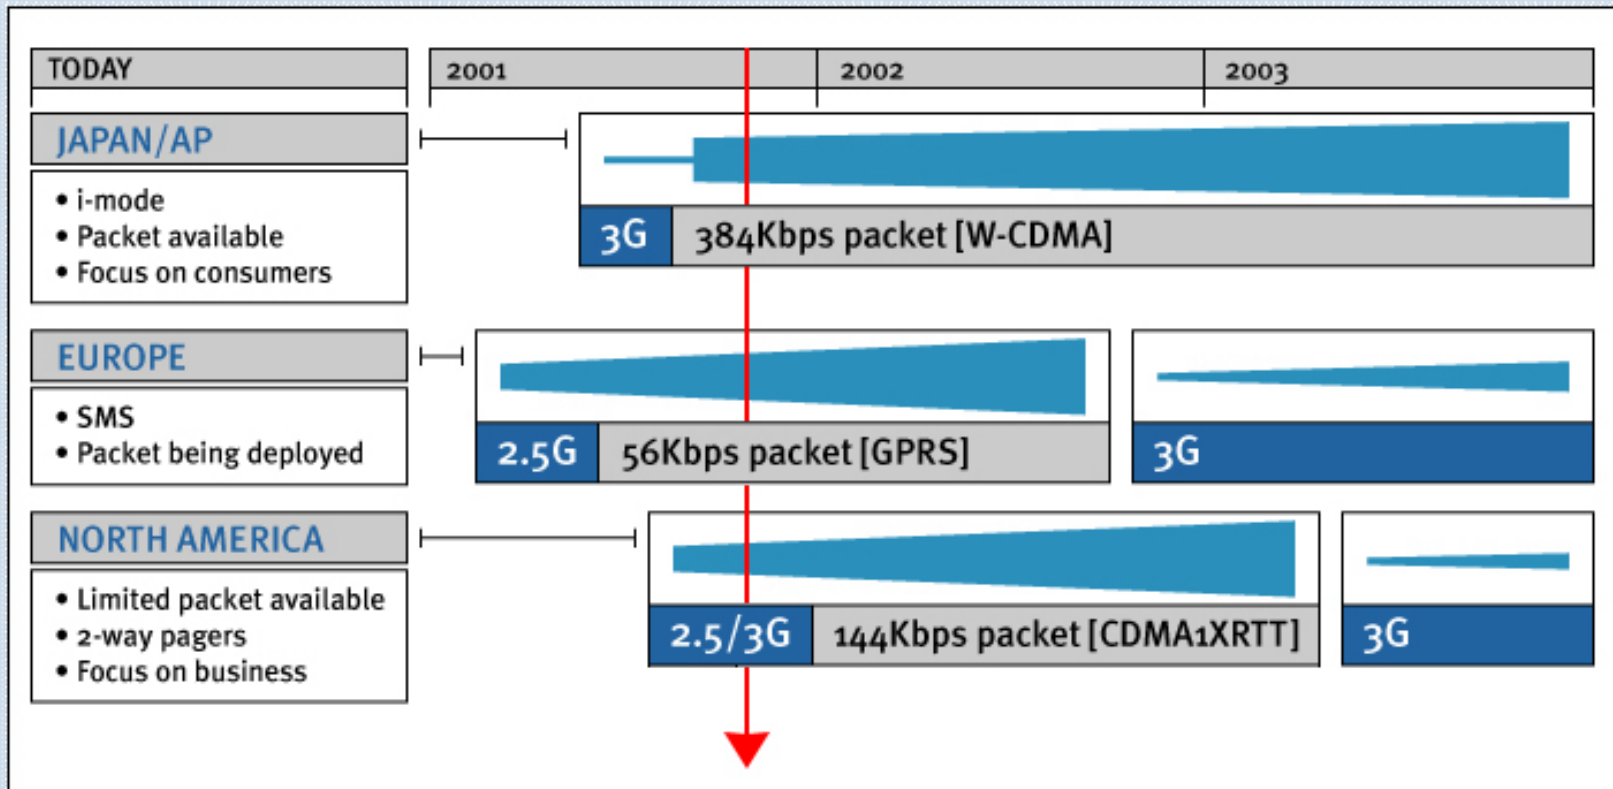 TODAY
2001
2002
2003
JAPAN/AP
• i-mode
• Packet available
• Focus on consumers
3G
384Kbps packet [W-CDMA]
EUROPE
• SMS
• Packet being deployed
2.5G
56Kbps packet [GPRS]
3G
NORTH AMERICA
• Limited packet available
• 2-way pagers
• Focus on business
2.5/3G
144Kbps packet [CDMA1XRTT]
3G